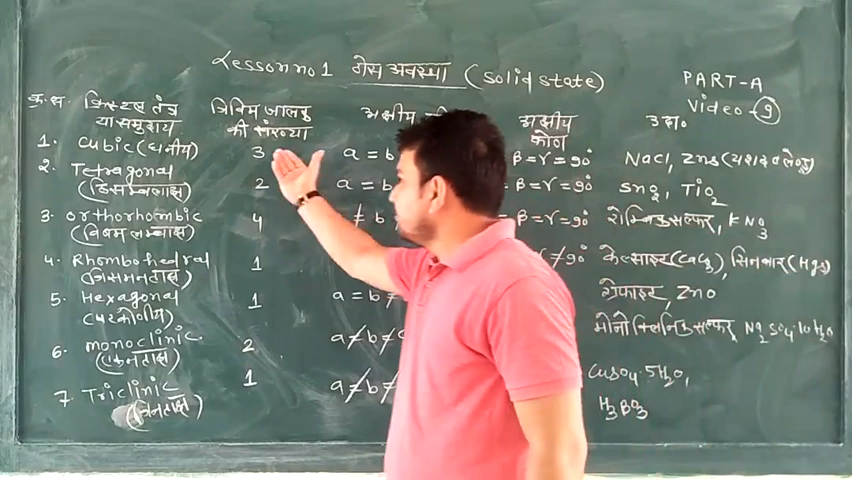 Lesson no 1 ठोस अवस्था (solid state)
PART-A
Video-9
क्र.स. क्रिस्टल तंत्र या समुदाय त्रिविम जालक की संख्या अक्षीय अक्षीय कोण उदा०
1. Cubic (घनीय) 3 a = b β = γ = 90° NaCl, ZnS (यशद ब्लेण्ड)
2. Tetragonal (द्विसमलम्बाक्ष) 2 a = b β = γ = 90° SnO2, TiO2
3. Orthorhombic (विषमलम्बाक्ष) 4 ≠ b β = γ = 90° रोम्बिक सल्फर, KNO3
4. Rhombohedral (त्रिसमनताक्ष) 1 γ ≠ 90° केल्साइट (CaCO3), सिनबार (HgS)
5. Hexagonal (षट्कोणीय) 1 a = b ≠ ग्रेफाइट, ZnO
6. monoclinic (एकनताक्ष) 2 a ≠ b ≠ c मोनोक्लिनिक सल्फर, Na2SO4.10H2O
7. Triclinic (त्रिनताक्ष) 1 a ≠ b ≠ CuSO4.5H2O,
H3BO3